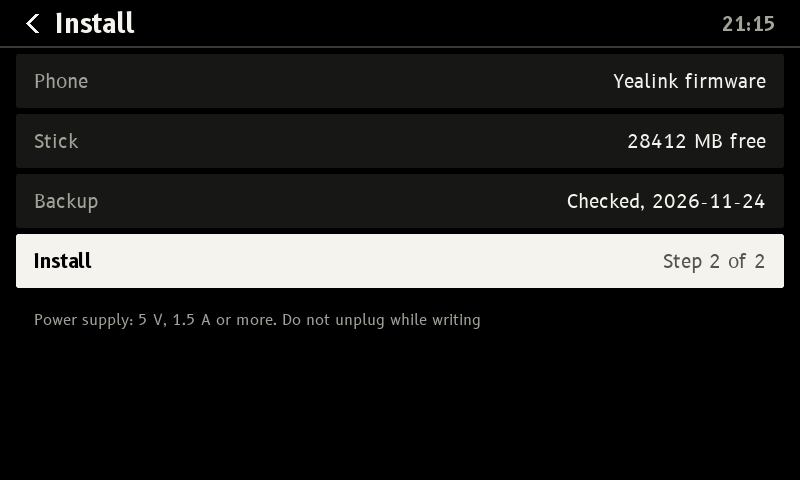 Install 21:15
Phone Yealink firmware
Stick 28412 MB free
Backup Checked, 2026-11-24
Install Step 2 of 2
Power supply: 5 V, 1.5 A or more. Do not unplug while writing